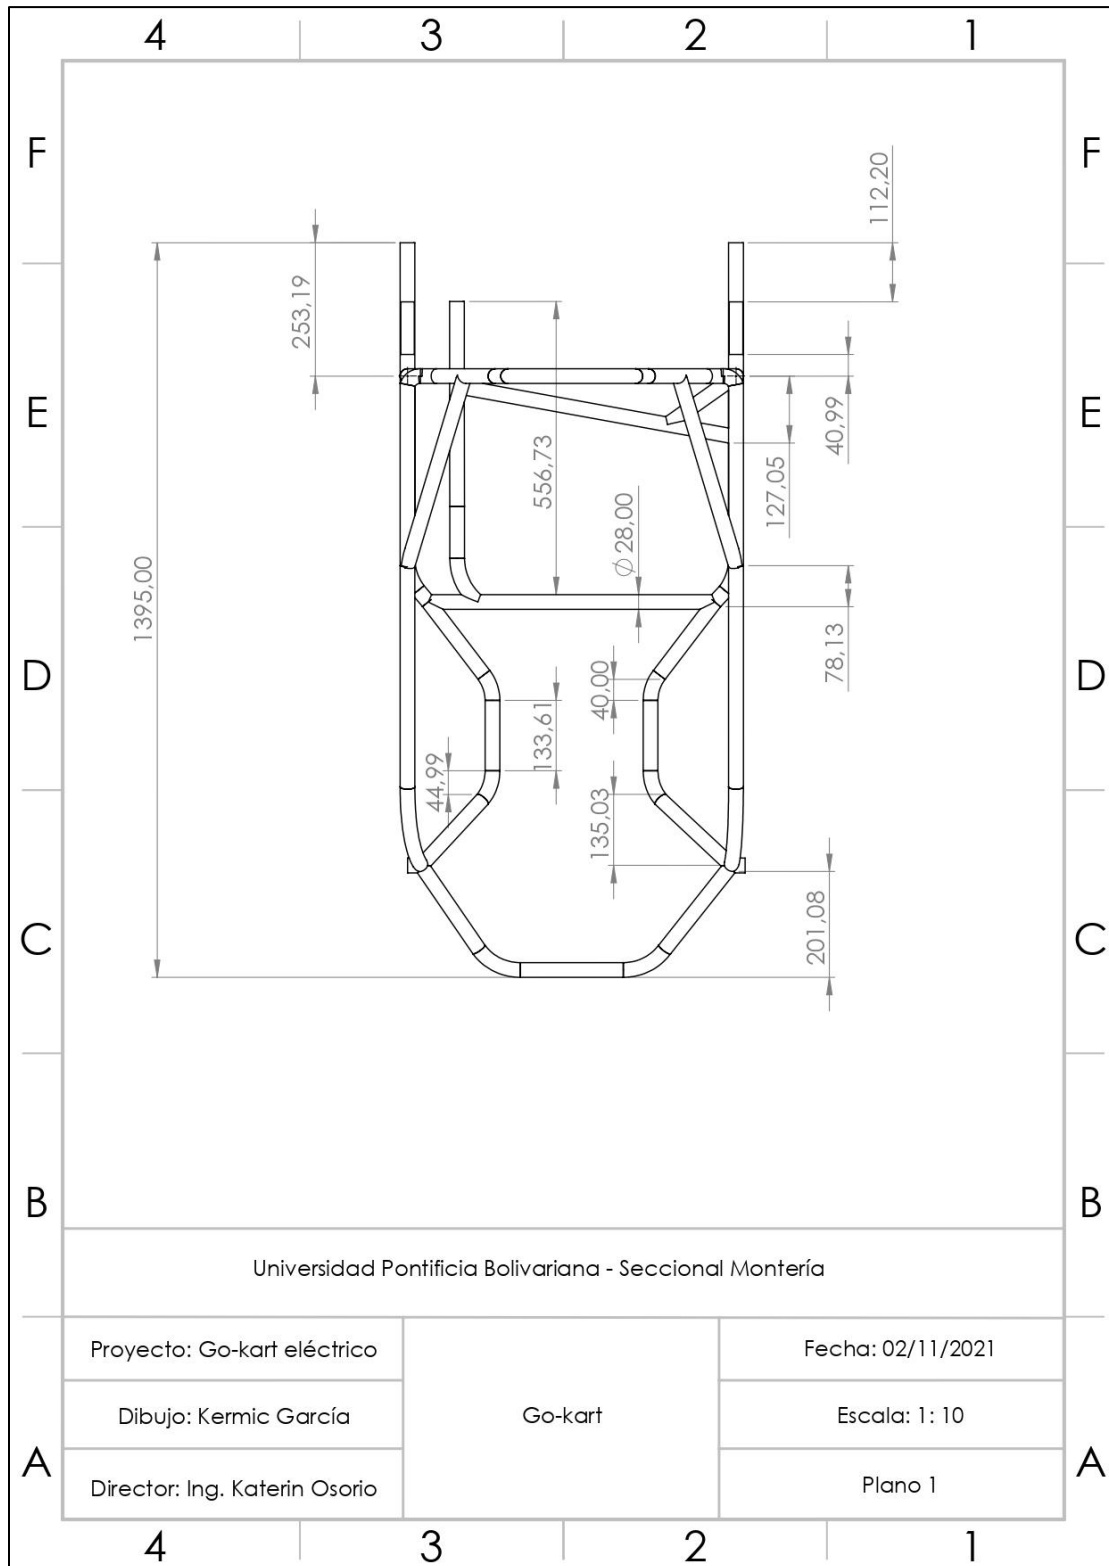 4 3 2 1
F F
112,20
253,19
E E
40,99
556,73
127,05
Ø 28,00
1395,00
D D
78,13
40,00
133,61
44,99
135,03
201,08
C C
B B
Universidad Pontificia Bolivariana - Seccional Montería
Proyecto: Go-kart eléctrico
Fecha: 02/11/2021
Dibujo: Kermic García
Go-kart
Escala: 1: 10
A A
Director: Ing. Katerin Osorio
Plano 1
4 3 2 1